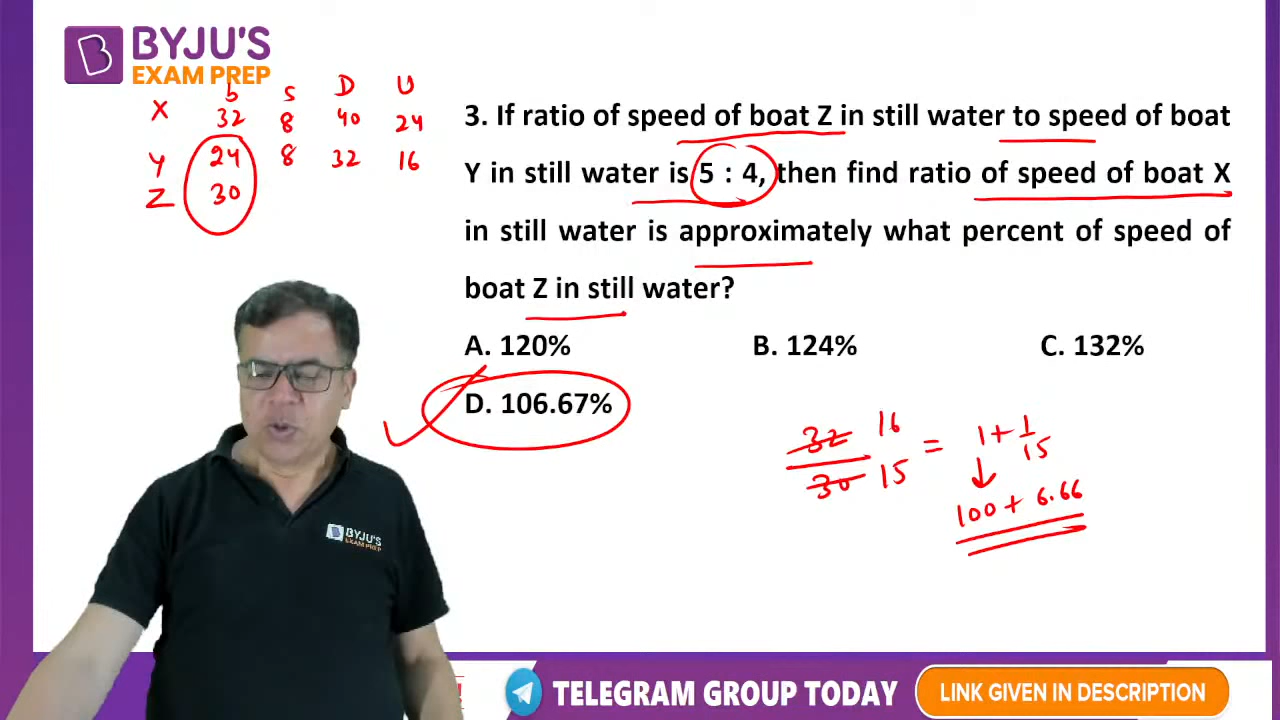 BYJU'S
EXAM PREP
b s D U
X 32 8 40 24
Y 24 8 32 16
Z 30
3. If ratio of speed of boat Z in still water to speed of boat
Y in still water is 5 : 4, then find ratio of speed of boat X
in still water is approximately what percent of speed of
boat Z in still water?
A. 120% B. 124% C. 132%
D. 106.67%
32 16
30 15
= 1 + 1
15
100 + 6.66
BYJU'S
EXAM PREP
TELEGRAM GROUP TODAY
LINK GIVEN IN DESCRIPTION